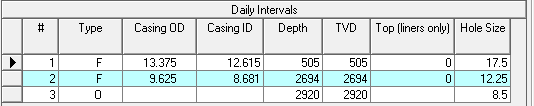 Daily Intervals
# Type Casing OD Casing ID Depth TVD Top (liners only) Hole Size
1 F 13.375 12.615 505 505 0 17.5
2 F 9.625 8.681 2694 2694 0 12.25
3 O 2920 2920 8.5